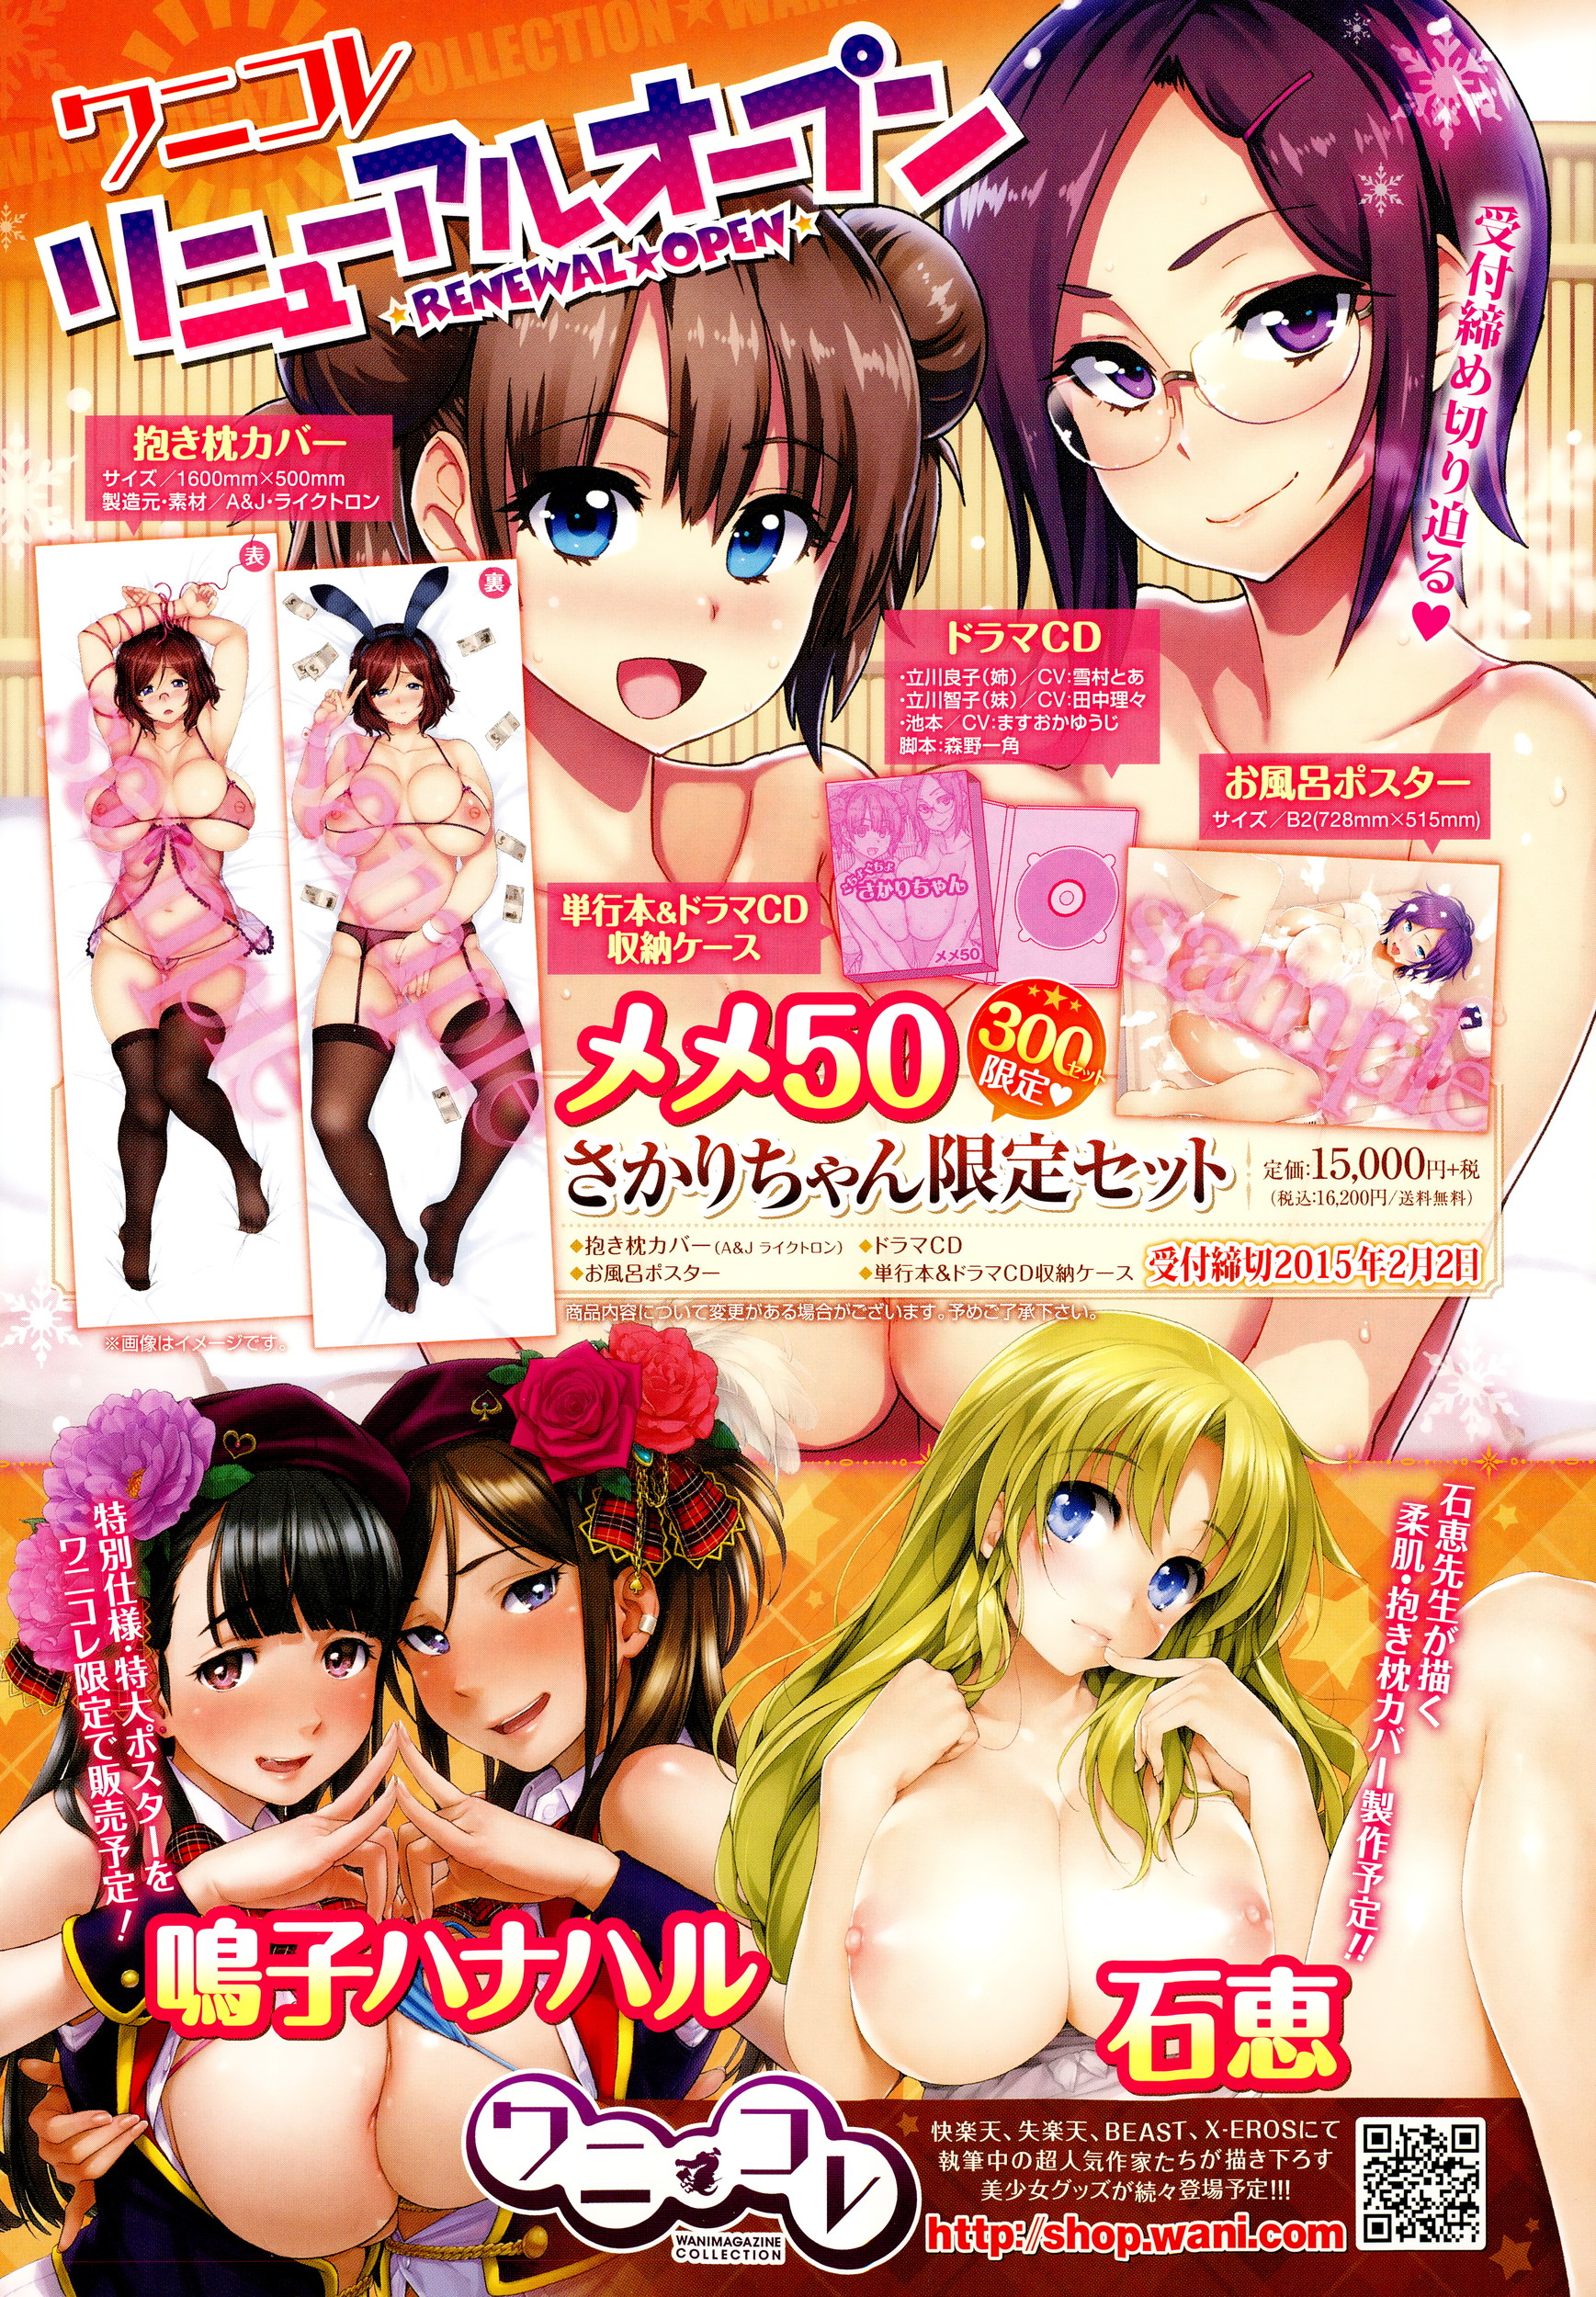 WANIMAGAZINE COLLECTION★WANI
ワニコレ
リニューアルオープン
★RENEWAL★OPEN★
受付締め切り迫る♥
抱き枕カバー
サイズ／1600mm×500mm
製造元・素材／A&J・ライクトロン
表
裏
ドラマCD
・立川良子（姉）／CV:雪村とあ
・立川智子（妹）／CV:田中理々
・池本／CV:ますおかゆうじ
脚本:森野一角
お風呂ポスター
サイズ／B2(728mm×515mm)
単行本&ドラマCD
収納ケース
さかりちゃん
メメ50
sample
sample
sample
メメ50
300セット
限定♥
さかりちゃん限定セット
定価:15,000円+税
(税込:16,200円/送料無料)
◆抱き枕カバー（A&J ライクトロン） ◆ドラマCD
◆お風呂ポスター ◆単行本&ドラマCD収納ケース
受付締切2015年2月2日
商品内容について変更がある場合がございます。予めご了承下さい。
※画像はイメージです。
特別仕様・特大ポスターを
ワニコレ限定で販売予定！
鳴子ハナハル
石恵先生が描く
柔肌・抱き枕カバー製作予定!!
石恵
ワニコレ
WANIMAGAZINE
COLLECTION
快楽天、失楽天、BEAST、X-EROSにて
執筆中の超人気作家たちが描き下ろす
美少女グッズが続々登場予定!!!
http://shop.wani.com